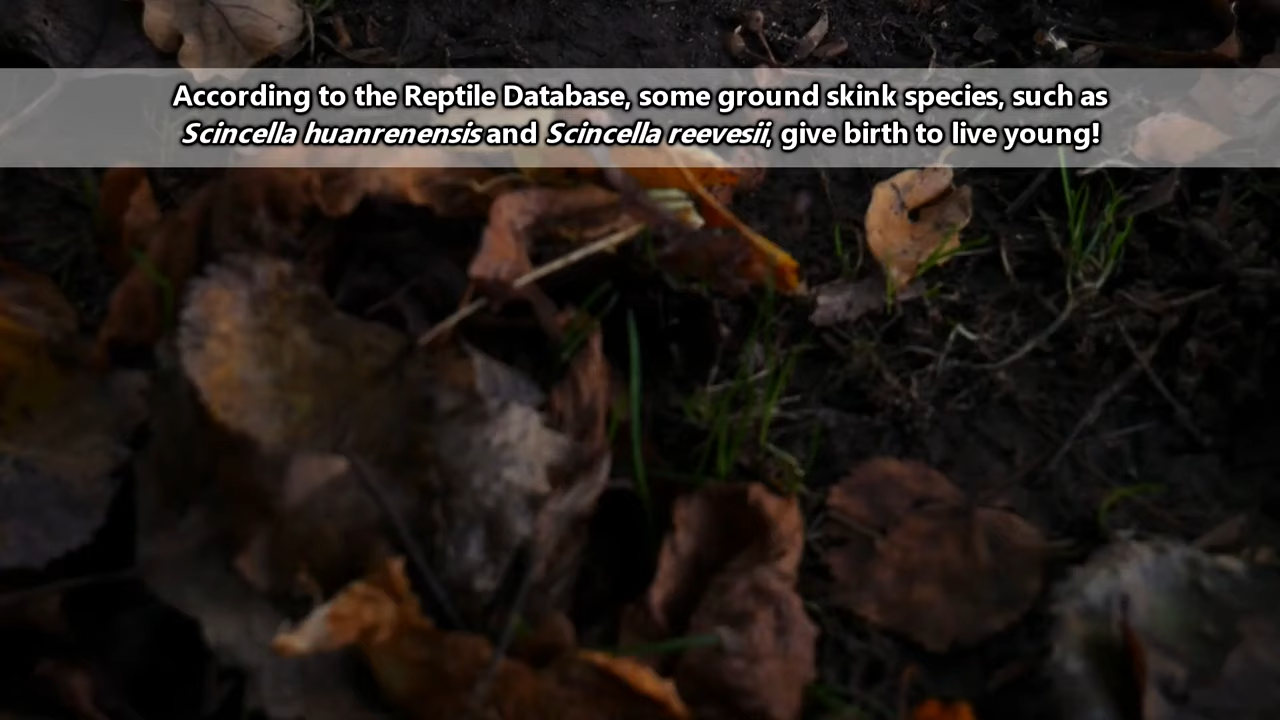 According to the Reptile Database, some ground skink species, such as
Scincella huanrenensis and Scincella reevesii, give birth to live young!